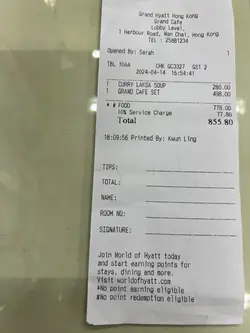 Grand Hyatt Hong Kong
Grand Cafe
Lobby Level
1 Harbour Road, Wan Chai, Hong Kong
TEL : 25881234
Opened By: Sarah 1
TBL 10AA CHK GC3327 GST 2
2024-04-14 16:54:41
1 CURRY LAKSA SOUP 280.00
1 GRAND CAFE SET 498.00
* # FOOD 778.00
10% Service Charge 77.80
Total 855.80
18:09:56 Printed By: Kwun Ling
TIPS:
TOTAL:
NAME:
ROOM NO:
SIGNATURE:
Join World of Hyatt today
and start earning points for
stays, dining and more.
Visit worldofhyatt.com
*No point earning eligible
#No point redemption eligible